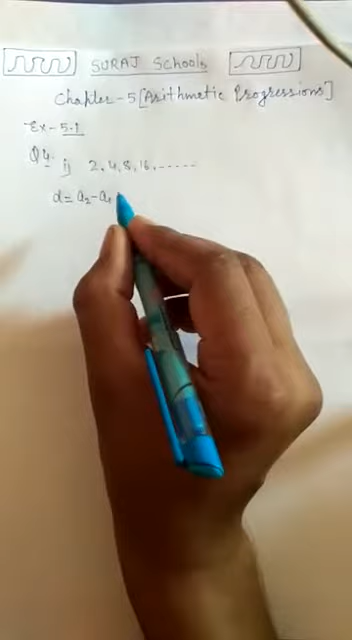 SURAJ Schools
Chapter-5 [Arithmetic Progressions]
Ex-5.1
Q4.
i) 2, 4, 8, 16, ------
d = a₂-a₁